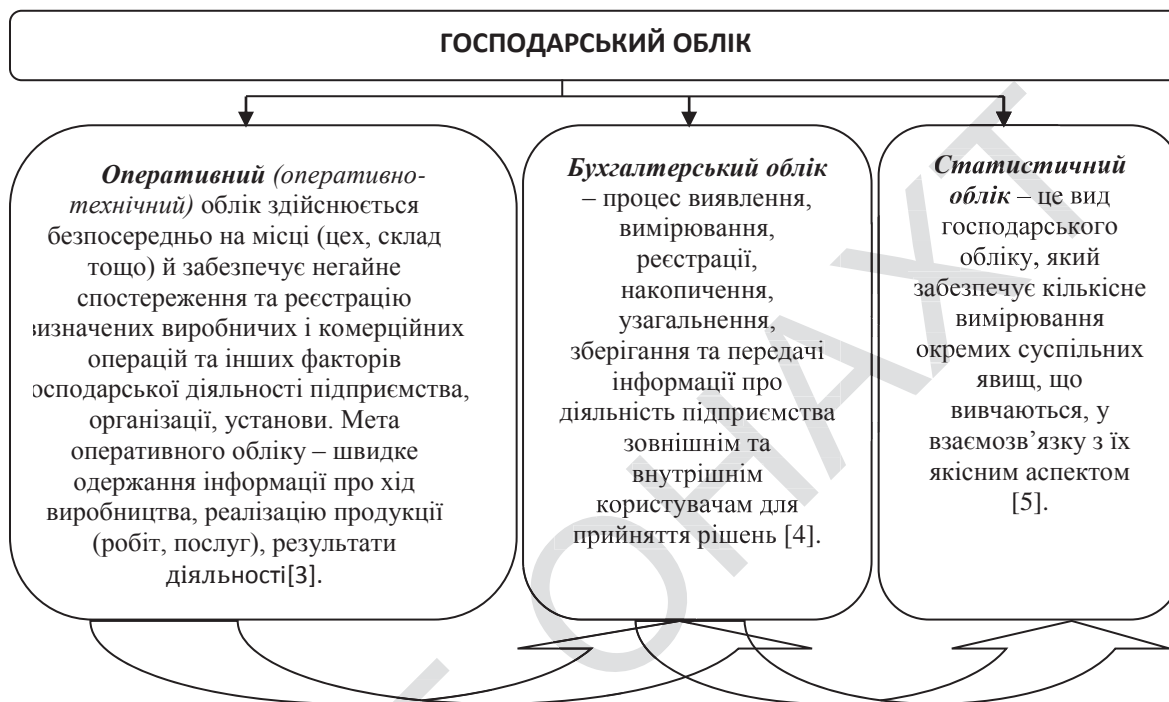 ГОСПОДАРСЬКИЙ ОБЛІК
Оперативний (оперативно-
технічний) облік здійснюється
безпосередньо на місці (цех, склад
тощо) й забезпечує негайне
спостереження та реєстрацію
визначених виробничих і комерційних
операцій та інших факторів
господарської діяльності підприємства,
організації, установи. Мета
оперативного обліку – швидке
одержання інформації про хід
виробництва, реалізацію продукції
(робіт, послуг), результати
діяльності[3].
Бухгалтерський облік
– процес виявлення,
вимірювання,
реєстрації,
накопичення,
узагальнення,
зберігання та передачі
інформації про
діяльність підприємства
зовнішнім та
внутрішнім
користувачам для
прийняття рішень [4].
Статистичний
облік – це вид
господарського
обліку, який
забезпечує кількісне
вимірювання
окремих суспільних
явищ, що
вивчаються, у
взаємозв’язку з їх
якісним аспектом
[5].
ОНАХТ